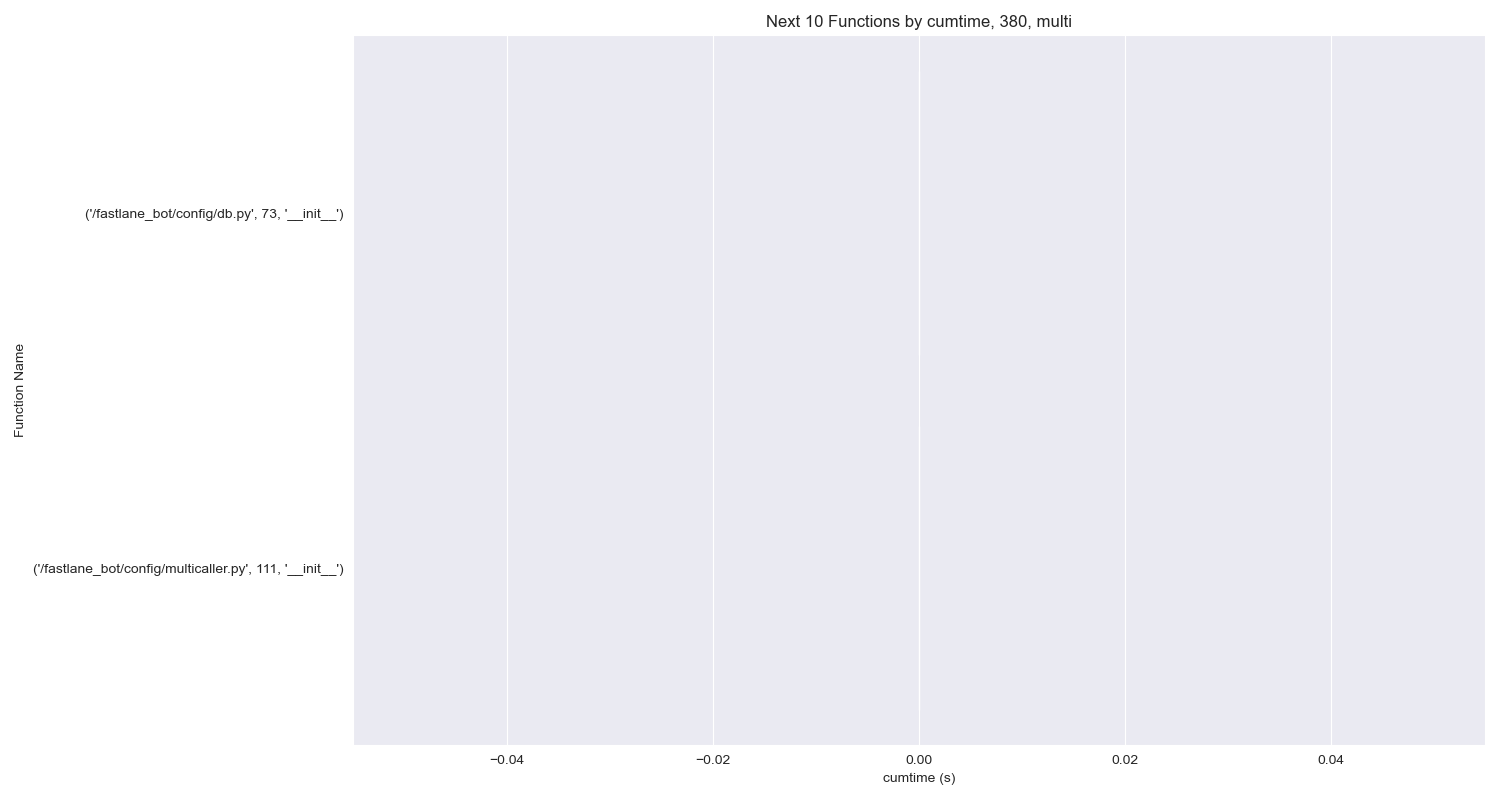 Next 10 Functions by cumtime, 380, multi
('/fastlane_bot/config/db.py', 73, '__init__')
Function Name
('/fastlane_bot/config/multicaller.py', 111, '__init__')
−0.04
−0.02
0.00
0.02
0.04
cumtime (s)